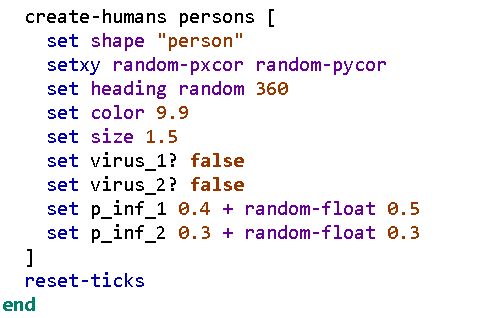 create-humans persons [
set shape "person"
setxy random-pxcor random-pycor
set heading random 360
set color 9.9
set size 1.5
set virus_1? false
set virus_2? false
set p_inf_1 0.4 + random-float 0.5
set p_inf_2 0.3 + random-float 0.3
]
reset-ticks
end